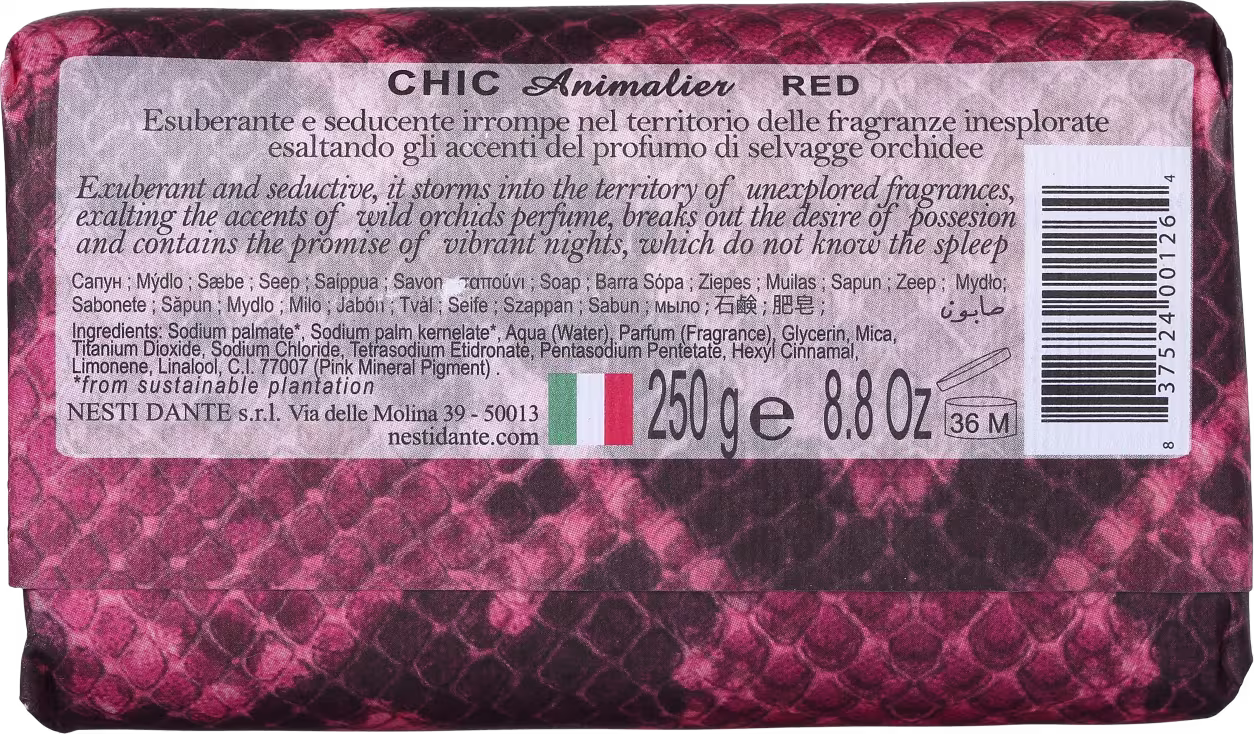 CHIC Animalier RED
Esuberante e seducente irrompe nel territorio delle fragranze inesplorate
esaltando gli accenti del profumo di selvagge orchidee
Exuberant and seductive, it storms into the territory of unexplored fragrances,
exalting the accents of wild orchids perfume, breaks out the desire of possesion
and contains the promise of vibrant nights, which do not know the spleep
Сапун ; Mýdlo ; Sæbe ; Seep ; Saippua ; Savon σαπούνι ; Soap ; Barra Sópa ; Ziepes ; Muilas ; Sapun ; Zeep ; Mydło;
Sabonete ; Săpun ; Mydlo ; Milo ; Jabón ; Tvål ; Seife ; Szappan ; Sabun ; мыло ; 石鹸 ; 肥皂 ; صابون
Ingredients: Sodium palmate*, Sodium palm kernelate*, Aqua (Water), Parfum (Fragrance), Glycerin, Mica,
Titanium Dioxide, Sodium Chloride, Tetrasodium Etidronate, Pentasodium Pentetate, Hexyl Cinnamal,
Limonene, Linalool, C.I. 77007 (Pink Mineral Pigment) .
*from sustainable plantation
NESTI DANTE s.r.l. Via delle Molina 39 - 50013
nestidante.com
250 g e 8.8 Oz
36 M
8 375240 012 64